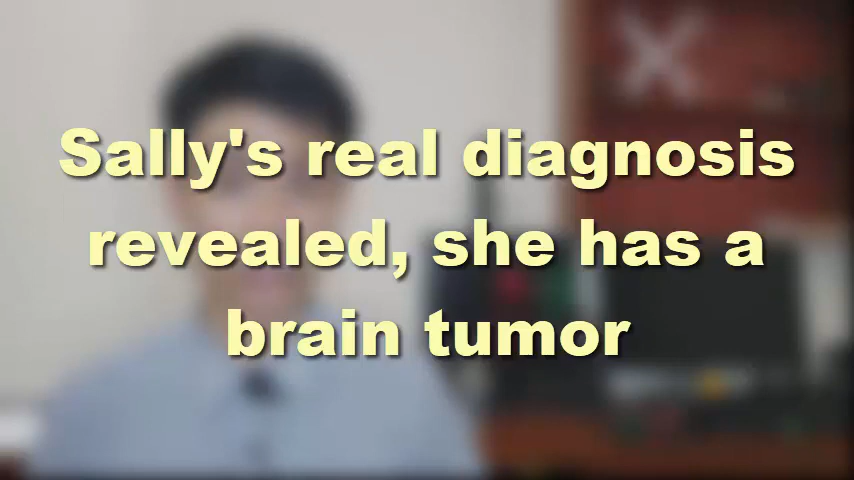 Sally's real diagnosis
revealed, she has a
brain tumor